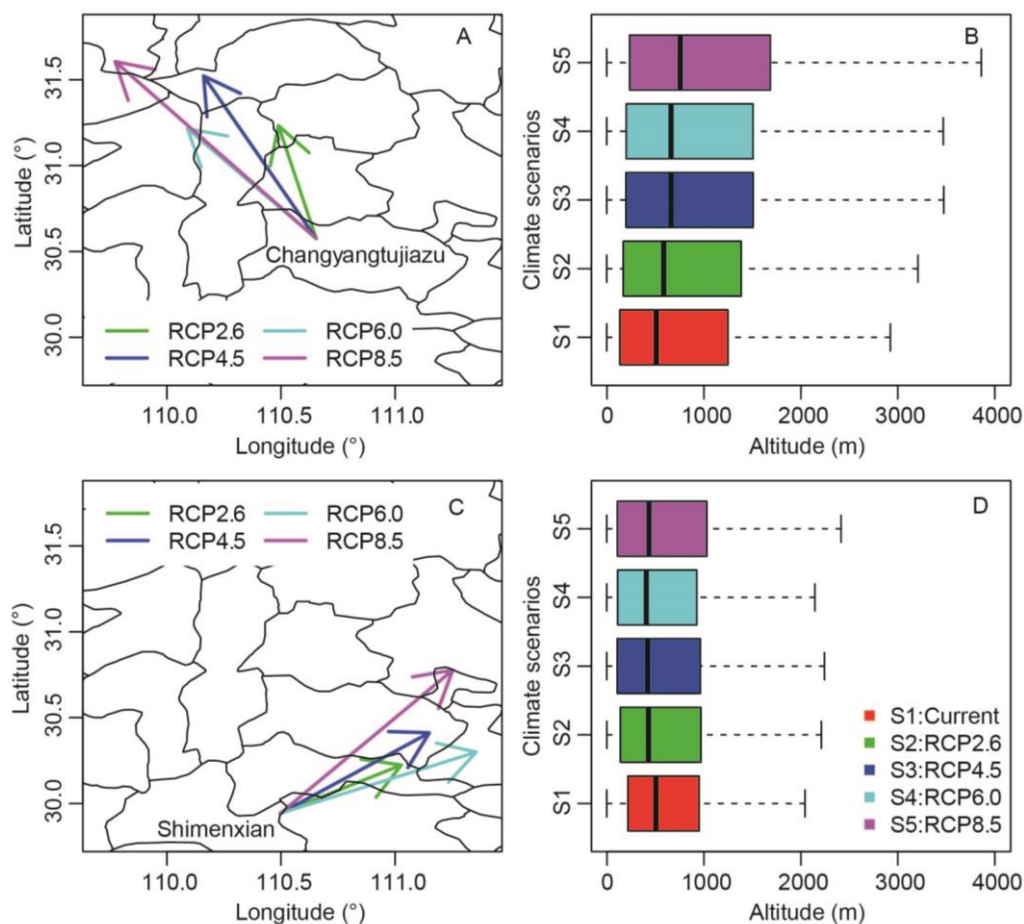 A
Latitude (°)
31.5
31.0
30.5
30.0
Changyangtujiazu
RCP2.6 RCP6.0
RCP4.5 RCP8.5
110.0 110.5 111.0
Longitude (°)
B
Climate scenarios
S5
S4
S3
S2
S1
0 1000 2000 3000 4000
Altitude (m)
C
RCP2.6 RCP6.0
RCP4.5 RCP8.5
Latitude (°)
31.5
31.0
30.5
30.0
Shimenxian
110.0 110.5 111.0
Longitude (°)
D
Climate scenarios
S5
S4
S3
S2
S1
S1:Current
S2:RCP2.6
S3:RCP4.5
S4:RCP6.0
S5:RCP8.5
0 1000 2000 3000 4000
Altitude (m)